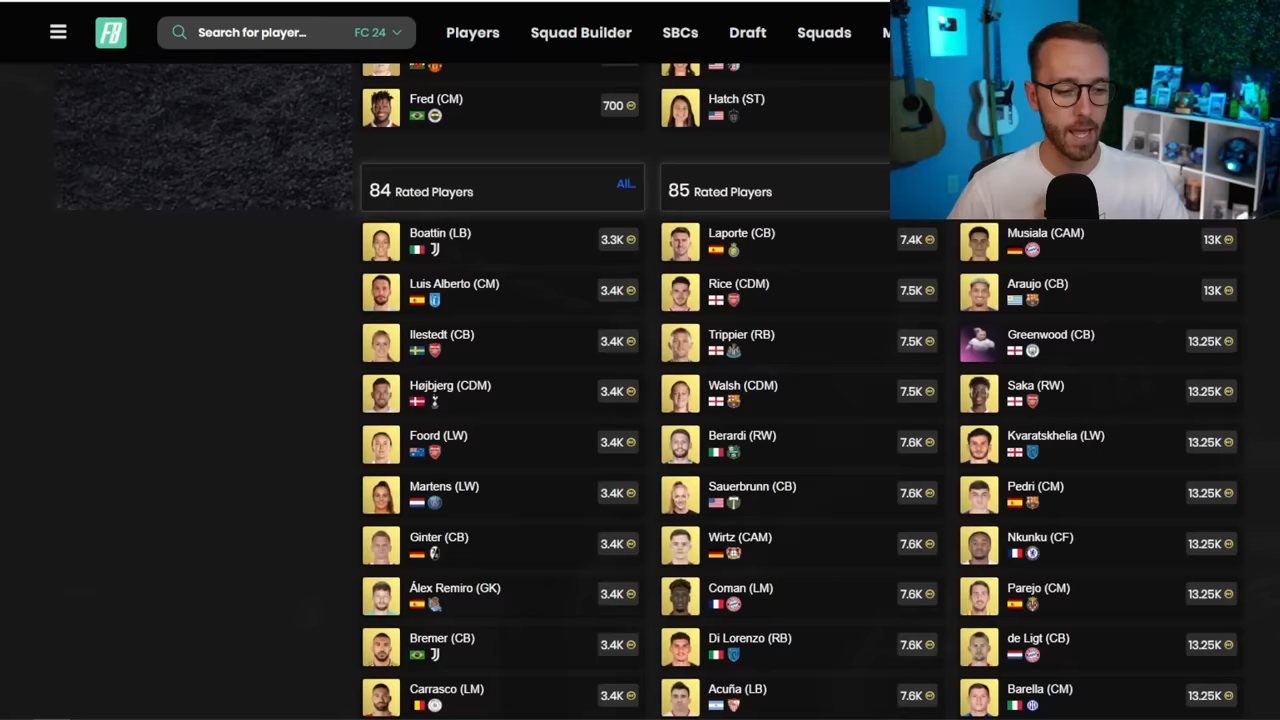 FB
Search for player...
FC 24
Players
Squad Builder
SBCs
Draft
Squads
M
Fred (CM)
700
Hatch (ST)
84 Rated Players
All..
85 Rated Players
Boattin (LB)
3.3K
Laporte (CB)
7.4K
Musiala (CAM)
13K
Luis Alberto (CM)
3.4K
Rice (CDM)
7.5K
Araujo (CB)
13K
Ilestedt (CB)
3.4K
Trippier (RB)
7.5K
Greenwood (CB)
13.25K
Højbjerg (CDM)
3.4K
Walsh (CDM)
7.5K
Saka (RW)
13.25K
Foord (LW)
3.4K
Berardi (RW)
7.6K
Kvaratskhelia (LW)
13.25K
Martens (LW)
3.4K
Sauerbrunn (CB)
7.6K
Pedri (CM)
13.25K
Ginter (CB)
3.4K
Wirtz (CAM)
7.6K
Nkunku (CF)
13.25K
Álex Remiro (GK)
3.4K
Coman (LM)
7.6K
Parejo (CM)
13.25K
Bremer (CB)
3.4K
Di Lorenzo (RB)
7.6K
de Ligt (CB)
13.25K
Carrasco (LM)
3.4K
Acuña (LB)
7.6K
Barella (CM)
13.25K